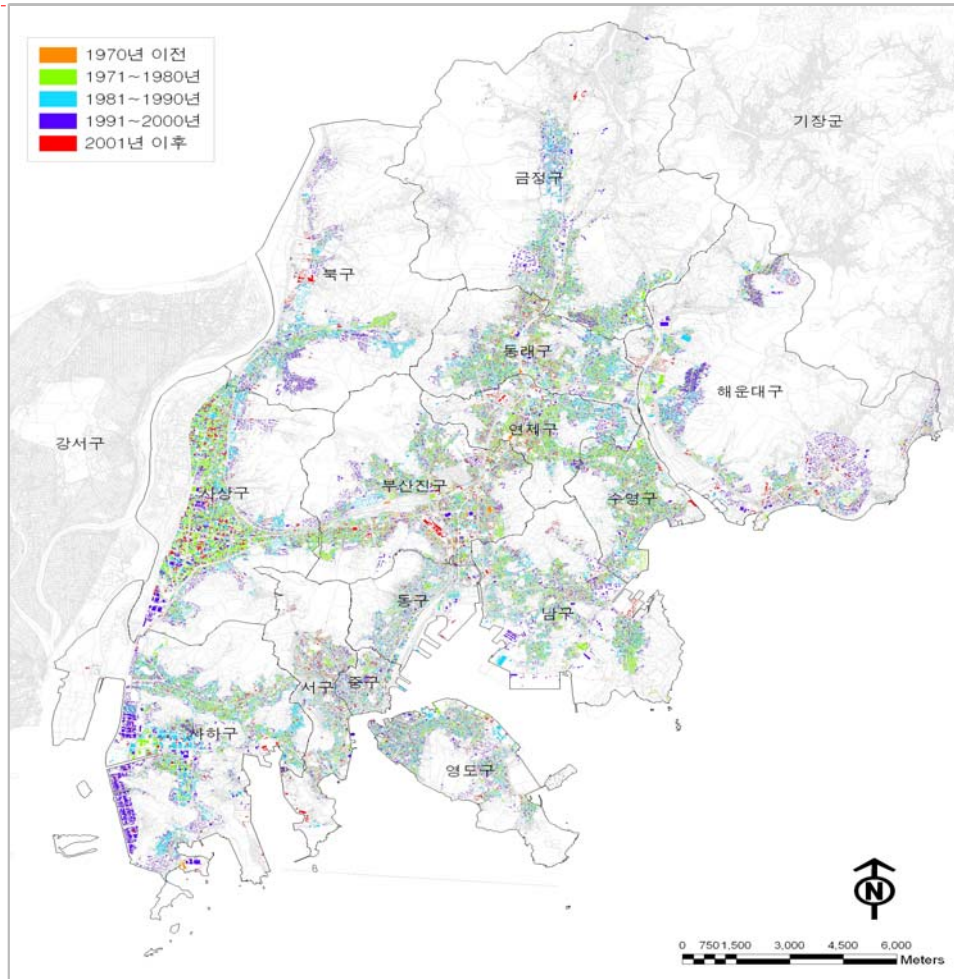 1970년 이전
1971~1980년
1981~1990년
1991~2000년
2001년 이후
기장군
금정구
북구
동래구
해운대구
강서구
연제구
사상구
부산진구
수영구
동구
남구
서구
중구
사하구
영도구
N
0 750 1,500 3,000 4,500 6,000
Meters